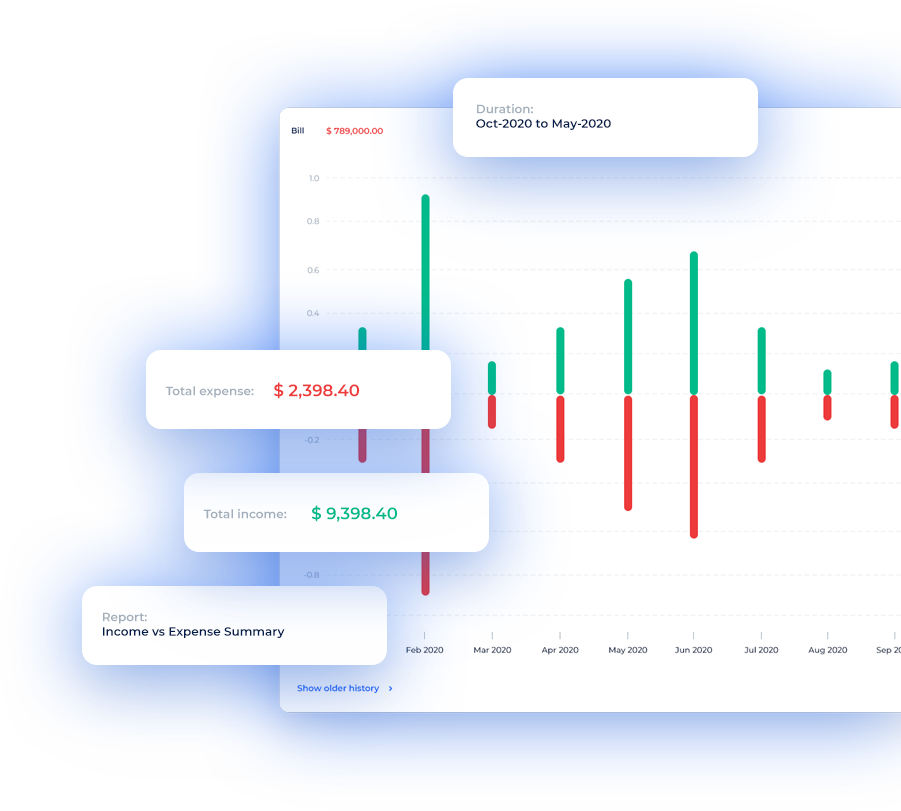 Duration:
Oct-2020 to May-2020
Bill $ 789,000.00
1.0
0.8
0.6
0.4
Total expense: $ 2,398.40
-0.2
Total income: $ 9,398.40
-0.8
Report:
Income vs Expense Summary
Feb 2020 Mar 2020 Apr 2020 May 2020 Jun 2020 Jul 2020 Aug 2020 Sep 20
Show older history